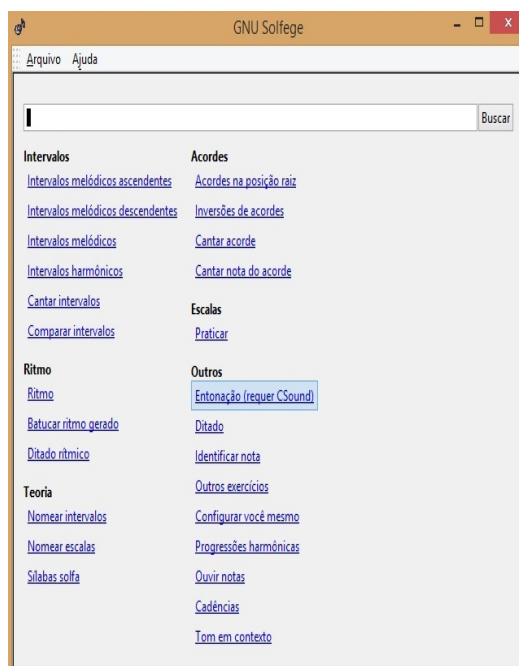 GNU Solfege
Arquivo Ajuda
Buscar
Intervalos
Intervalos melódicos ascendentes
Intervalos melódicos descendentes
Intervalos melódicos
Intervalos harmônicos
Cantar intervalos
Comparar intervalos
Ritmo
Ritmo
Batucar ritmo gerado
Ditado rítmico
Teoria
Nomear intervalos
Nomear escalas
Sílabas solfa
Acordes
Acordes na posição raiz
Inversões de acordes
Cantar acorde
Cantar nota do acorde
Escalas
Praticar
Outros
Entonação (requer CSound)
Ditado
Identificar nota
Outros exercícios
Configurar você mesmo
Progressões harmônicas
Ouvir notas
Cadências
Tom em contexto